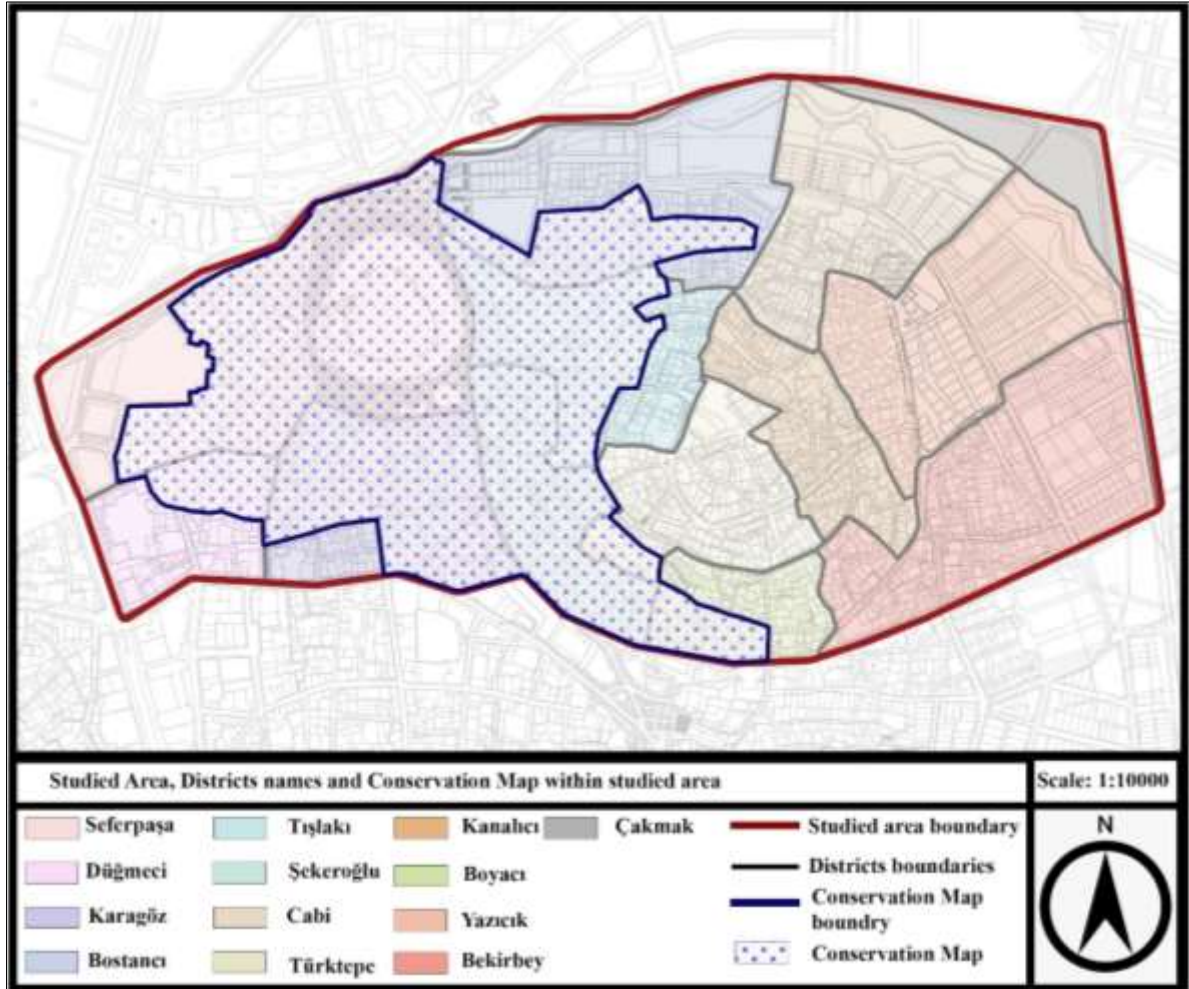 Studied Area, Districts names and Conservation Map within studied area
Scale: 1:10000
Seferpaşa
Düğmeci
Karagöz
Bostancı
Tışlakı
Şekeroğlu
Cabi
Türktepe
Kanalıcı
Boyacı
Yazıcık
Bekirbey
Çakmak
Studied area boundary
Districts boundaries
Conservation Map
boundry
Conservation Map
N